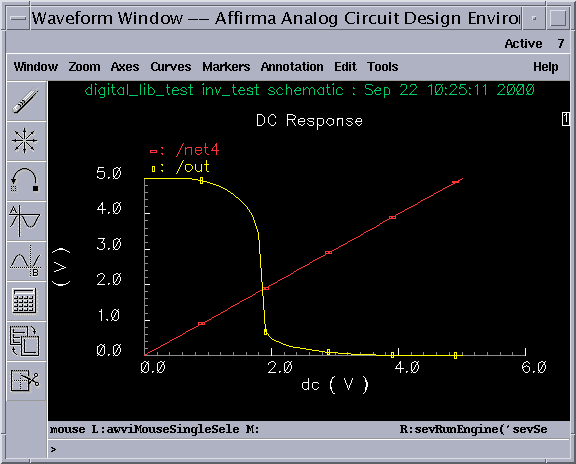 Waveform Window —— Affirma Analog Circuit Design Enviro
Active 7
Window Zoom Axes Curves Markers Annotation Edit Tools Help
digital_lib_test inv_test schematic : Sep 22 10:25:11 2000
1
DC Response
: /net4
: /out
5.0
4.0
3.0
2.0
1.0
0.0
( V )
0.0 2.0 4.0 6.0
dc ( V )
B
mouse L:awviMouseSingleSele M: R:sevRunEngine('sevSe
>